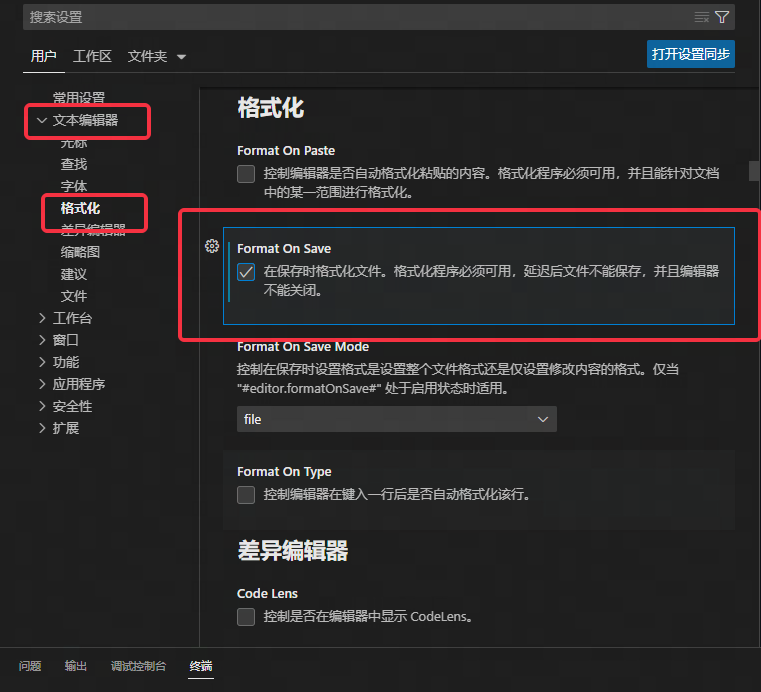 搜索设置
用户 工作区 文件夹
打开设置同步
常用设置
文本编辑器
光标
查找
字体
格式化
差异编辑器
缩略图
建议
文件
工作台
窗口
功能
应用程序
安全性
扩展
格式化
Format On Paste
控制编辑器是否自动格式化粘贴的内容。格式化程序必须可用，并且能针对文档
中的某一范围进行格式化。
Format On Save
在保存时格式化文件。格式化程序必须可用，延迟后文件不能保存，并且编辑器
不能关闭。
Format On Save Mode
控制在保存时设置格式是设置整个文件格式还是仅设置修改内容的格式。仅当
"#editor.formatOnSave#" 处于启用状态时适用。
file
Format On Type
控制编辑器在键入一行后是否自动格式化该行。
差异编辑器
Code Lens
控制是否在编辑器中显示 CodeLens。
问题 输出 调试控制台 终端